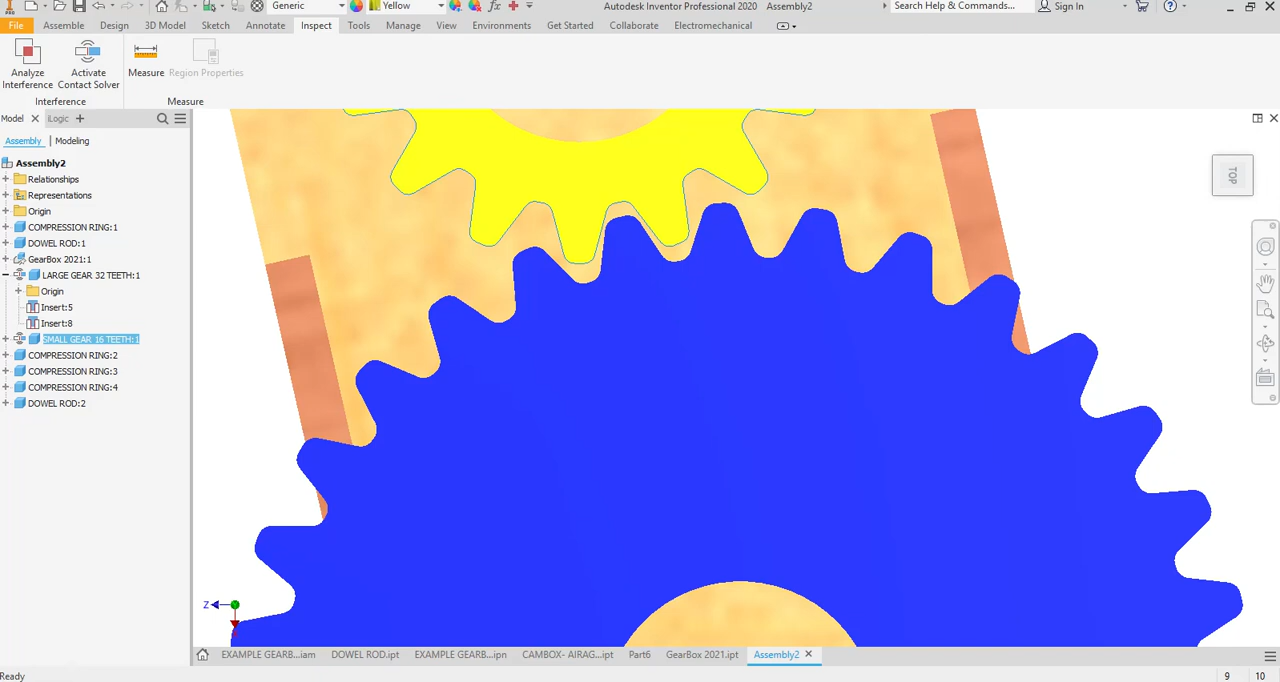 Generic
Yellow
Autodesk Inventor Professional 2020 Assembly2
Search Help & Commands...
Sign In
PRO
File Assemble Design 3D Model Sketch Annotate Inspect Tools Manage View Environments Get Started Collaborate Electromechanical
Analyze Interference
Activate Contact Solver
Measure
Region Properties
Interference
Measure
Model iLogic
Assembly Modeling
Assembly2
Relationships
Representations
Origin
COMPRESSION RING:1
DOWEL ROD:1
GearBox 2021:1
LARGE GEAR 32 TEETH:1
Origin
Insert:5
Insert:8
SMALL GEAR 16 TEETH:1
COMPRESSION RING:2
COMPRESSION RING:3
COMPRESSION RING:4
DOWEL ROD:2
TOP
Z
EXAMPLE GEARB...iam DOWEL ROD.ipt EXAMPLE GEARB...ipn CAMBOX- AIRAG...ipt Part6 GearBox 2021.ipt Assembly2
Ready
9 10